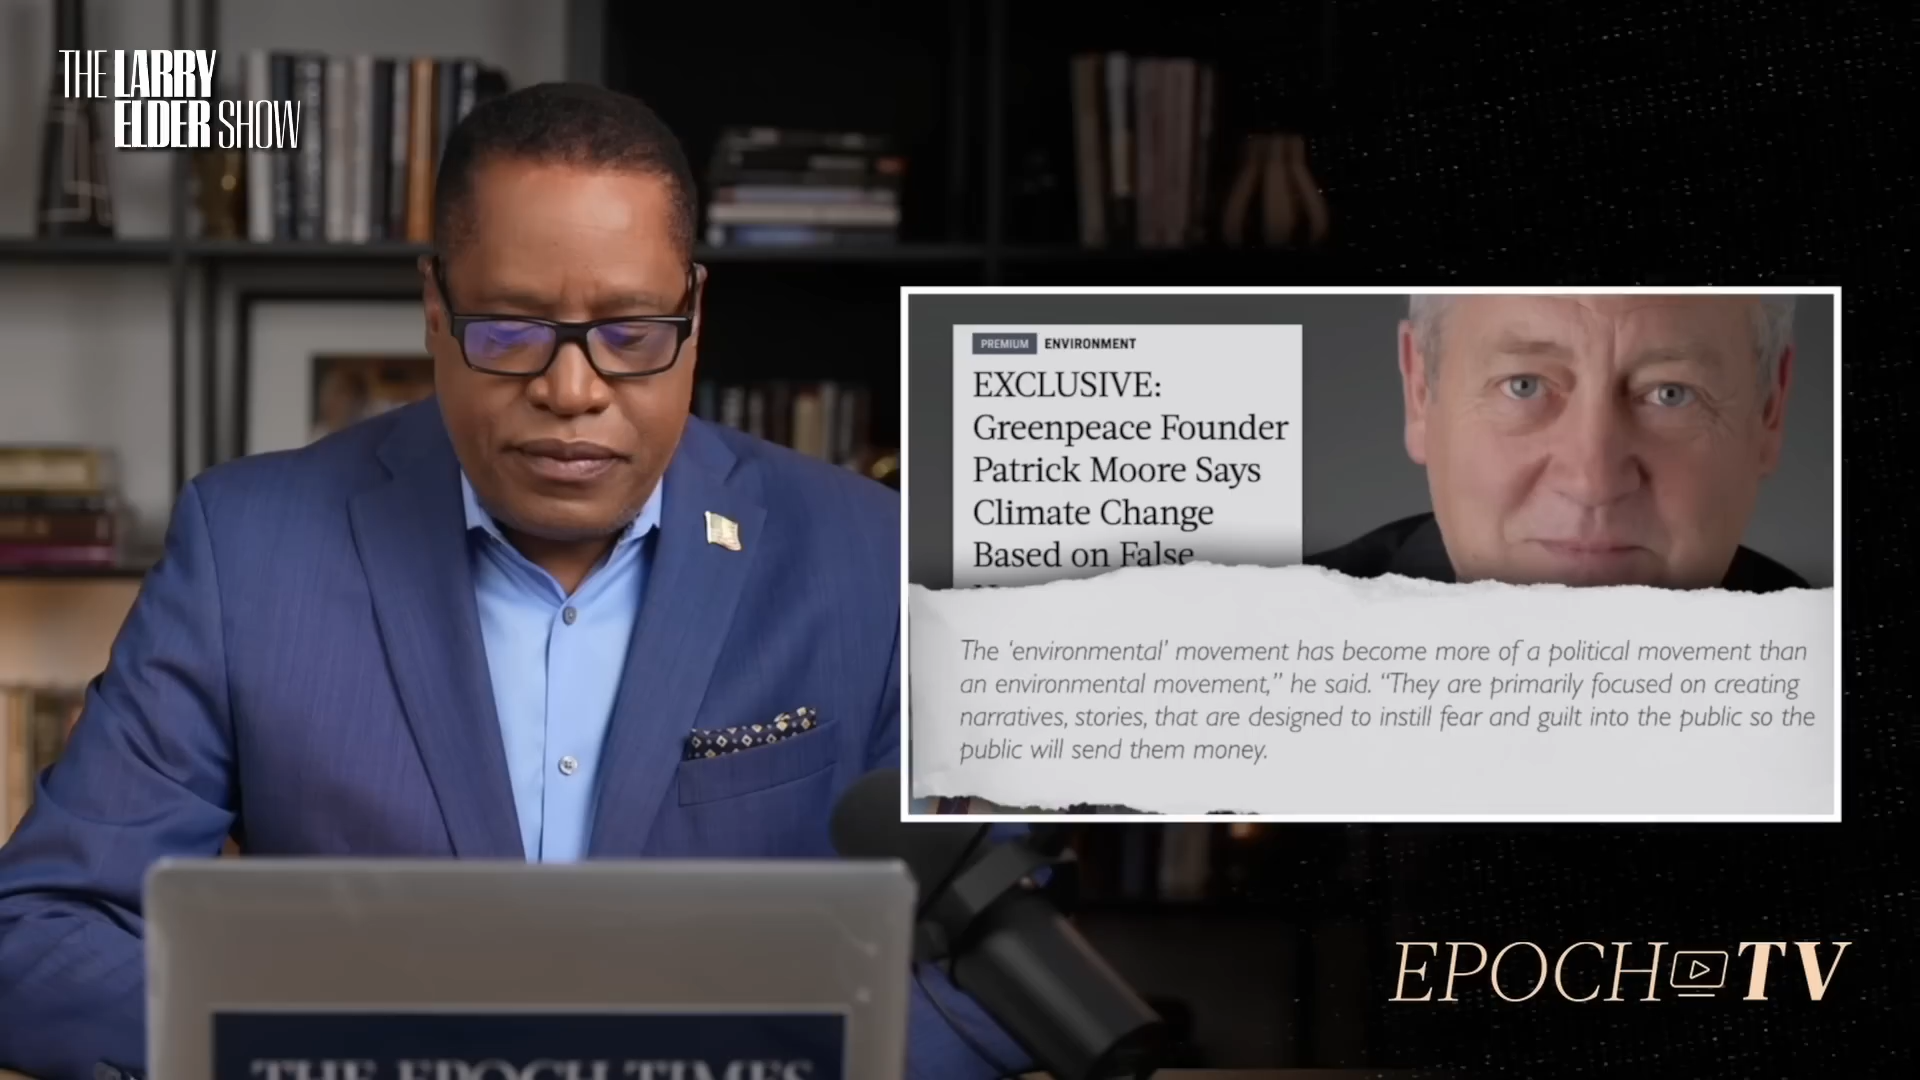 THE LARRY
ELDER SHOW
PREMIUM ENVIRONMENT
EXCLUSIVE:
Greenpeace Founder
Patrick Moore Says
Climate Change
Based on False
The ‘environmental’ movement has become more of a political movement than
an environmental movement,” he said. “They are primarily focused on creating
narratives, stories, that are designed to instill fear and guilt into the public so the
public will send them money.
EPOCH TV
THE EPOCH TIMES